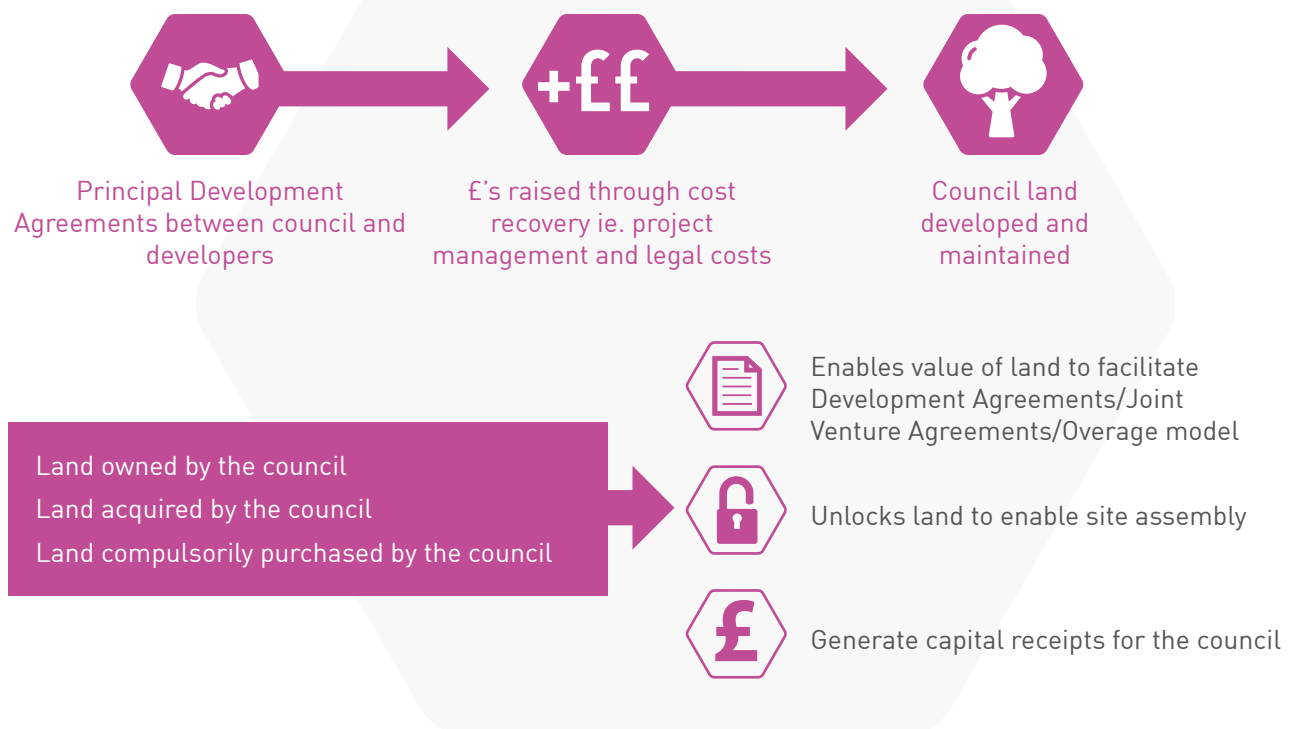 +££
Principal Development
Agreements between council and
developers
£'s raised through cost
recovery ie. project
management and legal costs
Council land
developed and
maintained
Land owned by the council
Land acquired by the council
Land compulsorily purchased by the council
Enables value of land to facilitate
Development Agreements/Joint
Venture Agreements/Overage model
Unlocks land to enable site assembly
£
Generate capital receipts for the council